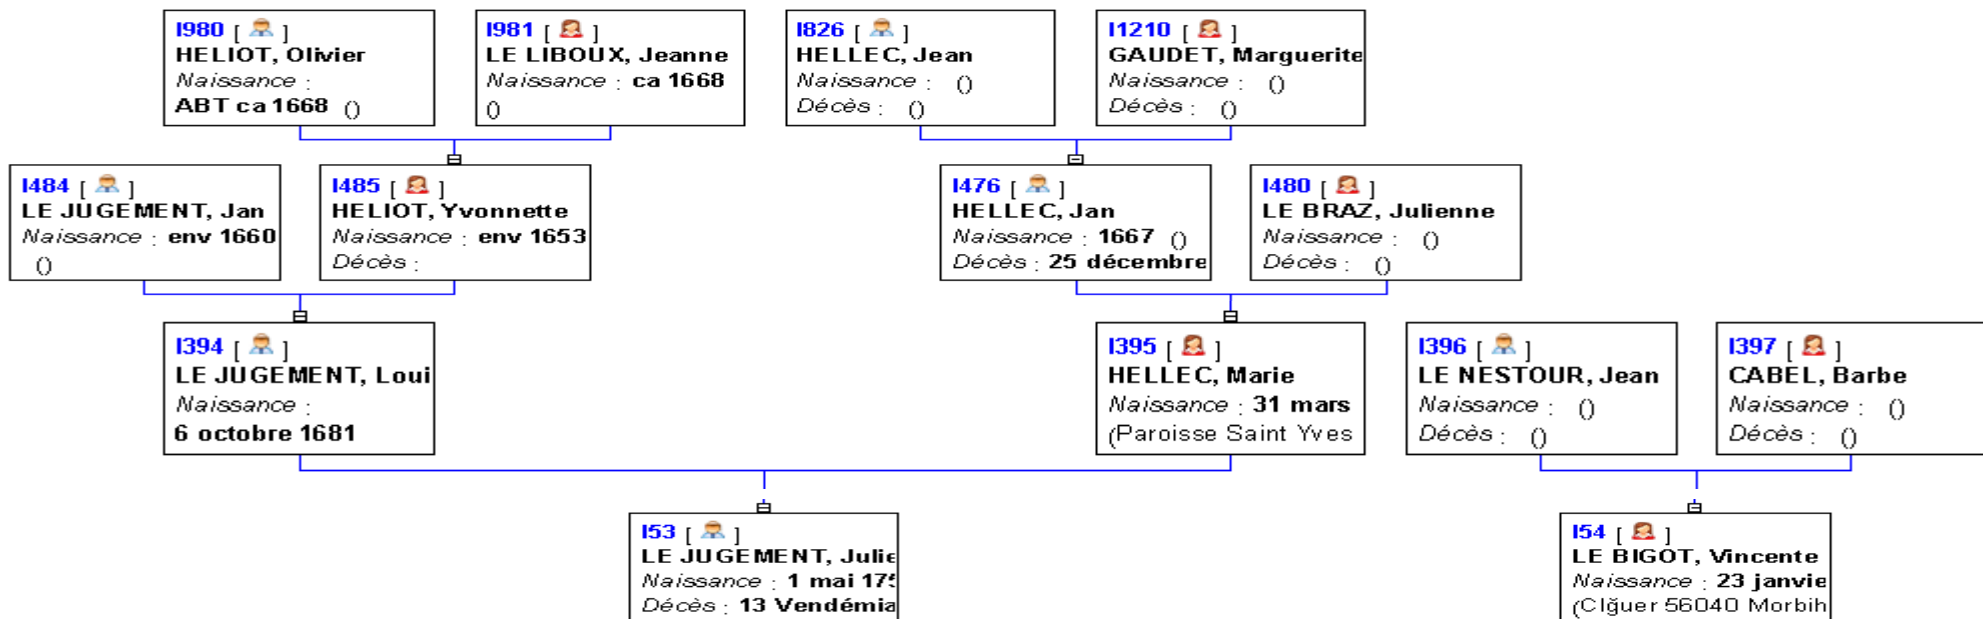 I980 [ ]
HELIOT, Olivier
Naissance :
ABT ca 1668 ()
I981 [ ]
LE LIBOUX, Jeanne
Naissance : ca 1668
()
I826 [ ]
HELLEC, Jean
Naissance : ()
Décès : ()
I1210 [ ]
GAUDET, Marguerite
Naissance : ()
Décès : ()
I484 [ ]
LE JUGEMENT, Jan
Naissance : env 1660
()
I485 [ ]
HELIOT, Yvonnette
Naissance : env 1653
Décès :
I476 [ ]
HELLEC, Jan
Naissance : 1667 ()
Décès : 25 décembre
I480 [ ]
LE BRAZ, Julienne
Naissance : ()
Décès : ()
I394 [ ]
LE JUGEMENT, Loui
Naissance :
6 octobre 1681
I395 [ ]
HELLEC, Marie
Naissance : 31 mars
(Paroisse Saint Yves
I396 [ ]
LE NESTOUR, Jean
Naissance : ()
Décès : ()
I397 [ ]
CABEL, Barbe
Naissance : ()
Décès : ()
I53 [ ]
LE JUGEMENT, Julie
Naissance : 1 mai 175
Décès : 13 Vendémia
I54 [ ]
LE BIGOT, Vincente
Naissance : 23 janvie
(Clğuer 56040 Morbih